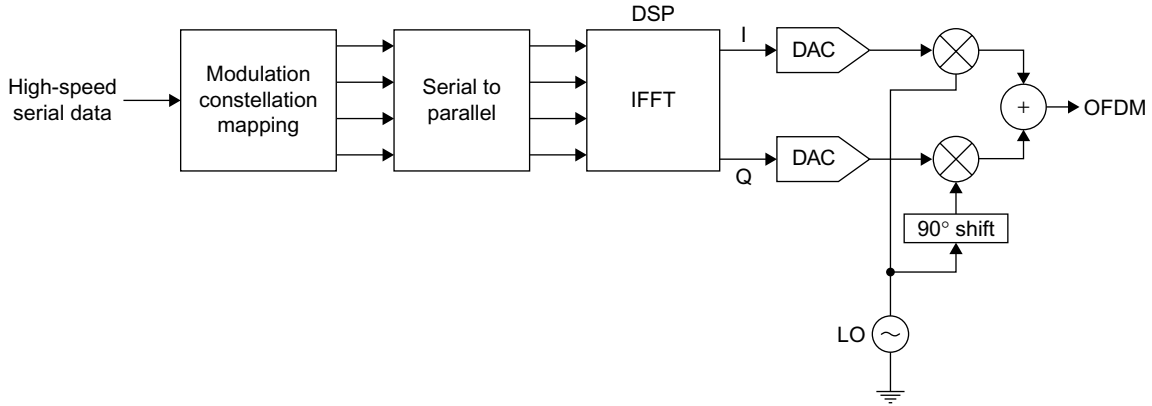 DSP
High-speed
serial data
Modulation
constellation
mapping
Serial to
parallel
IFFT
I
DAC
Q
DAC
+
OFDM
90° shift
LO
~